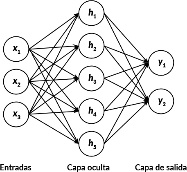 h₁
h₂
h₃
h₄
h₅
x₁
x₂
x₃
y₁
y₂
Entradas
Capa oculta
Capa de salida